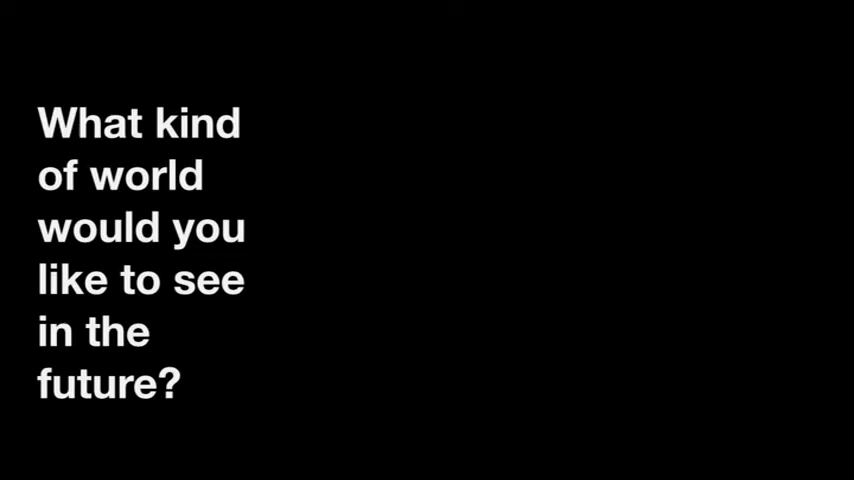 What kind
of world
would you
like to see
in the
future?